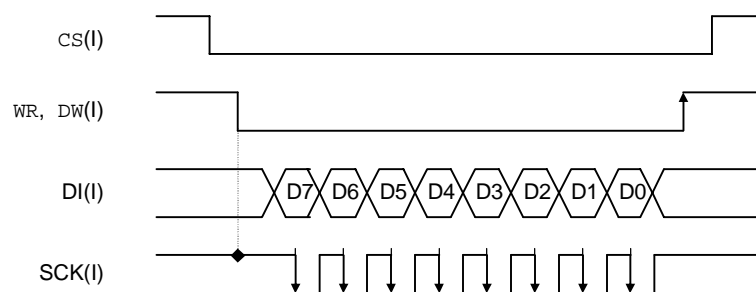 CS(I)
WR, DW(I)
DI(I) D7 D6 D5 D4 D3 D2 D1 D0
SCK(I)